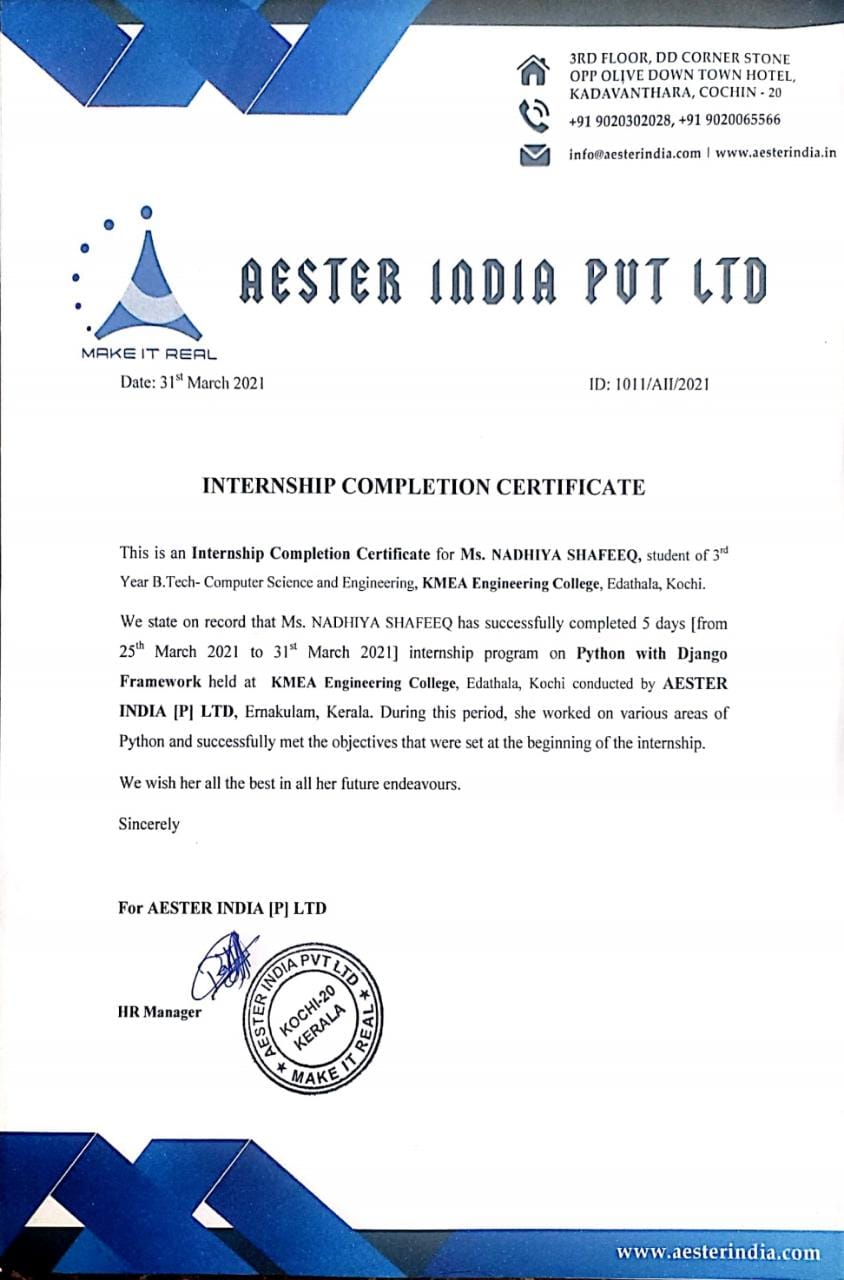 3RD FLOOR, DD CORNER STONE
OPP OLIVE DOWN TOWN HOTEL,
KADAVANTHARA, COCHIN - 20
+91 9020302028, +91 9020065566
info@aesterindia.com | www.aesterindia.in
AESTER INDIA PVT LTD
MAKE IT REAL
Date: 31st March 2021
ID: 1011/AII/2021
INTERNSHIP COMPLETION CERTIFICATE
This is an Internship Completion Certificate for Ms. NADHIYA SHAFEEQ, student of 3rd
Year B.Tech- Computer Science and Engineering, KMEA Engineering College, Edathala, Kochi.
We state on record that Ms. NADHIYA SHAFEEQ has successfully completed 5 days [from
25th March 2021 to 31st March 2021] internship program on Python with Django
Framework held at KMEA Engineering College, Edathala, Kochi conducted by AESTER
INDIA [P] LTD, Ernakulam, Kerala. During this period, she worked on various areas of
Python and successfully met the objectives that were set at the beginning of the internship.
We wish her all the best in all her future endeavours.
Sincerely
For AESTER INDIA [P] LTD
HR Manager
AESTER INDIA PVT LTD
KOCHI-20
KERALA
MAKE IT REAL
www.aesterindia.com